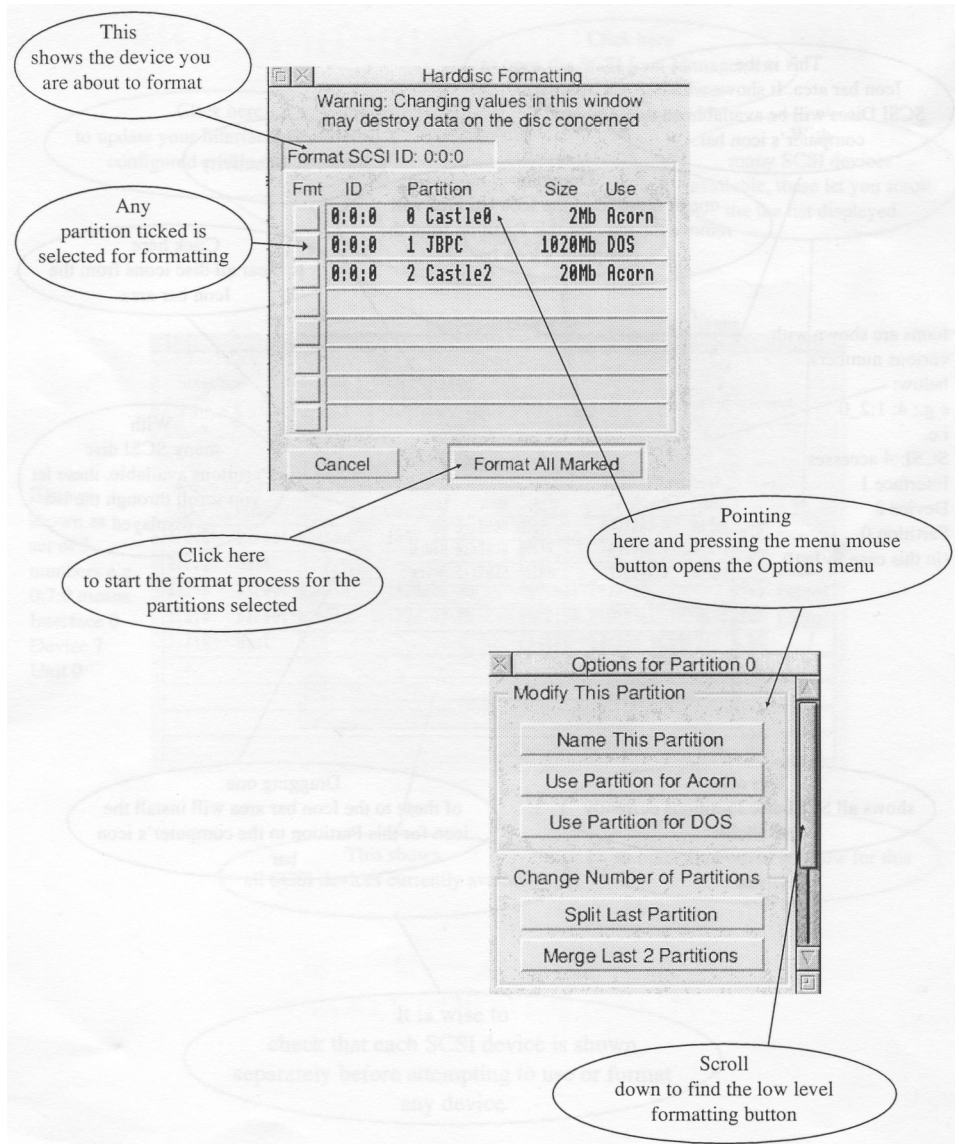 This
shows the device you
are about to format
Harddisc Formatting
Warning: Changing values in this window
may destroy data on the disc concerned
Format SCSI ID: 0:0:0
Fmt ID Partition Size Use
0:0:0 0 Castle0 2Mb Acorn
0:0:0 1 JBPC 1020Mb DOS
0:0:0 2 Castle2 20Mb Acorn
Any
partition ticked is
selected for formatting
Cancel Format All Marked
Click here
to start the format process for the
partitions selected
Pointing
here and pressing the menu mouse
button opens the Options menu
Options for Partition 0
Modify This Partition
Name This Partition
Use Partition for Acorn
Use Partition for DOS
Change Number of Partitions
Split Last Partition
Merge Last 2 Partitions
Scroll
down to find the low level
formatting button
It is wise to
check that each SCSI device is shown
separately before attempting to use or format
any device.